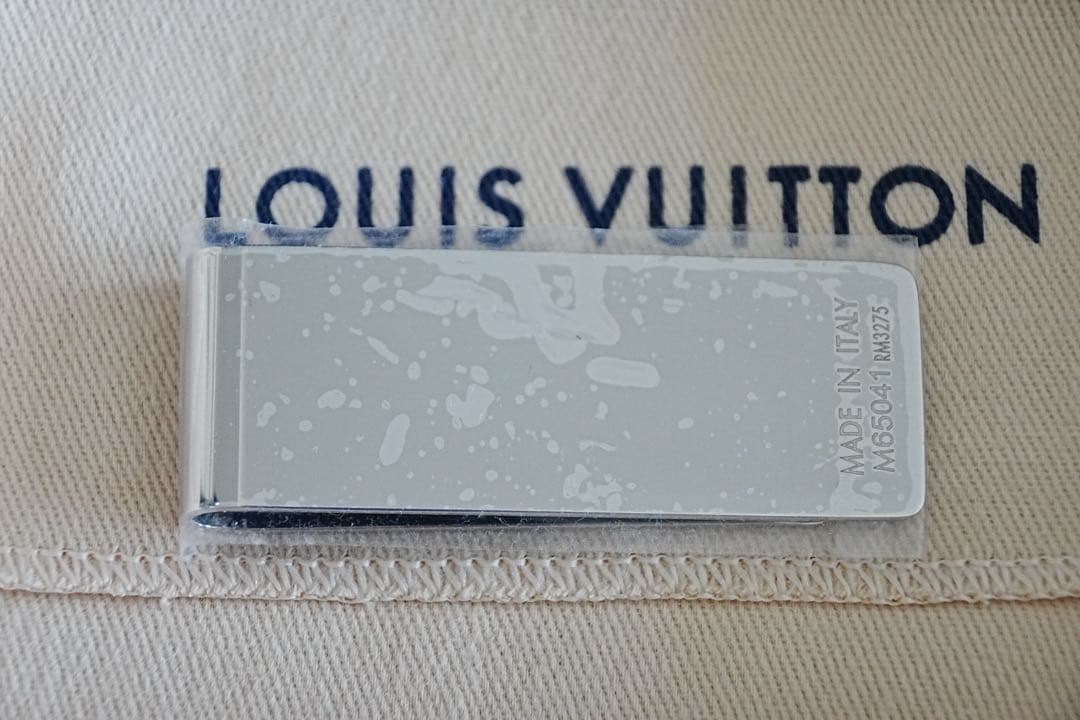 LOUIS VUITTON
MADE IN ITALY
M65041 RM3275